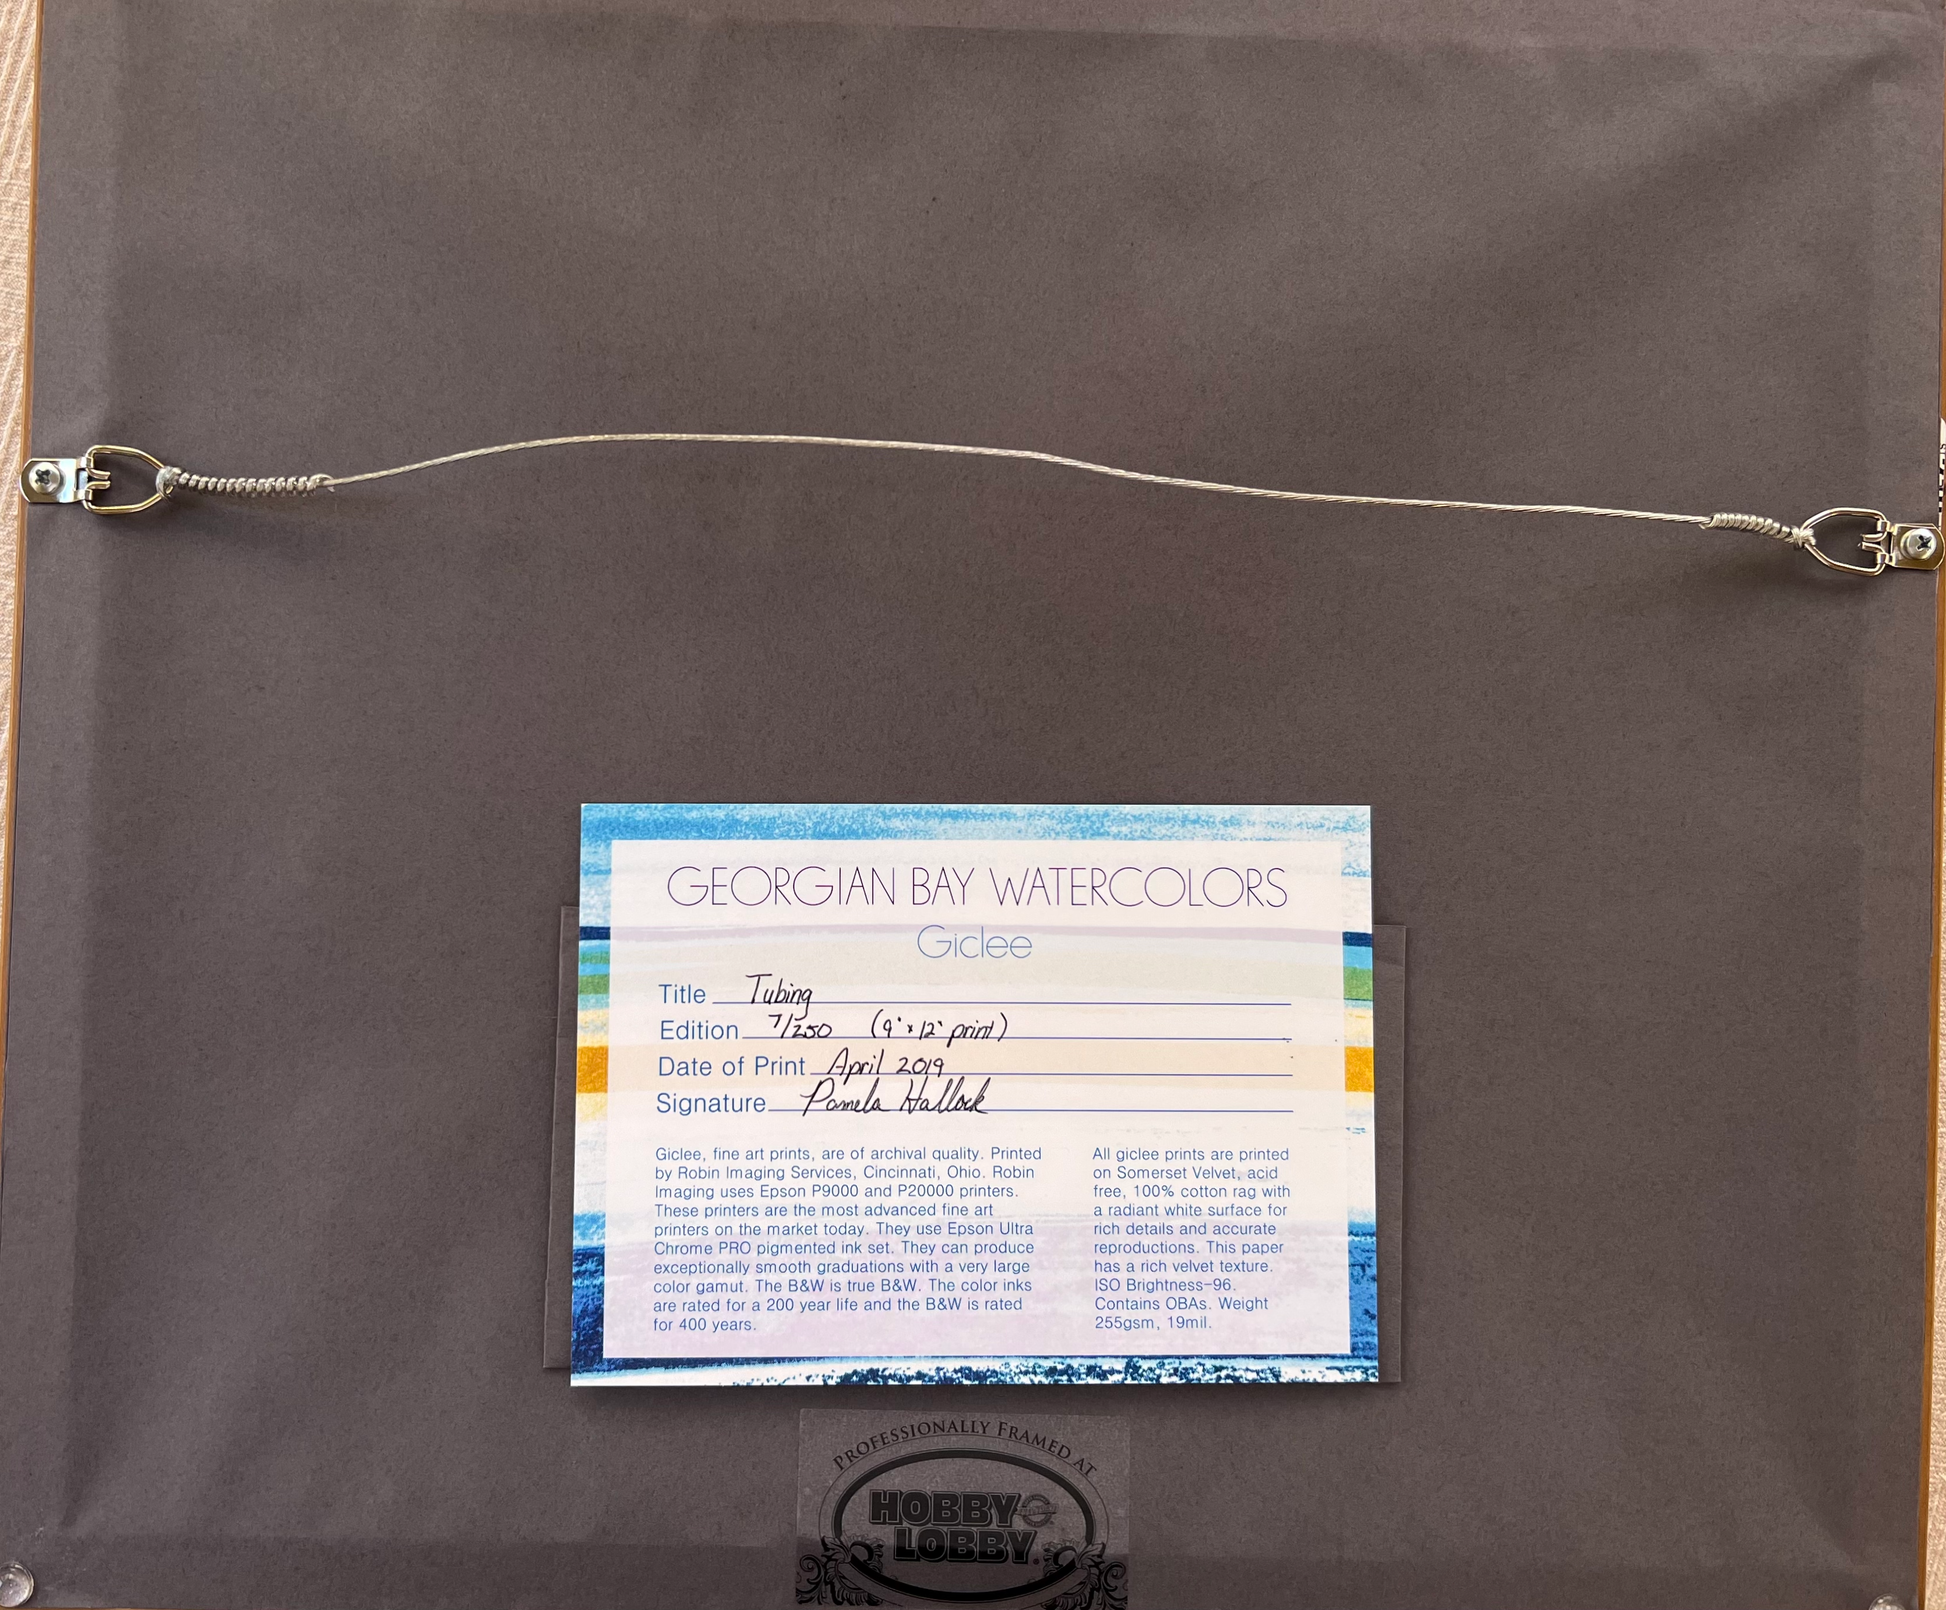 GEORGIAN BAY WATERCOLORS
Giclee
Title Tubing
Edition 7/250 (9" x 12" print)
Date of Print April 2019
Signature Pamela Hallock
Giclee, fine art prints, are of archival quality. Printed
by Robin Imaging Services, Cincinnati, Ohio. Robin
Imaging uses Epson P9000 and P20000 printers.
These printers are the most advanced fine art
printers on the market today. They use Epson Ultra
Chrome PRO pigmented ink set. They can produce
exceptionally smooth graduations with a very large
color gamut. The B&W is true B&W. The color inks
are rated for a 200 year life and the B&W is rated
for 400 years.
All giclee prints are printed
on Somerset Velvet, acid
free, 100% cotton rag with
a radiant white surface for
rich details and accurate
reproductions. This paper
has a rich velvet texture.
ISO Brightness-96.
Contains OBAs. Weight
255gsm, 19mil.
PROFESSIONALLY FRAMED AT
HOBBY
LOBBY